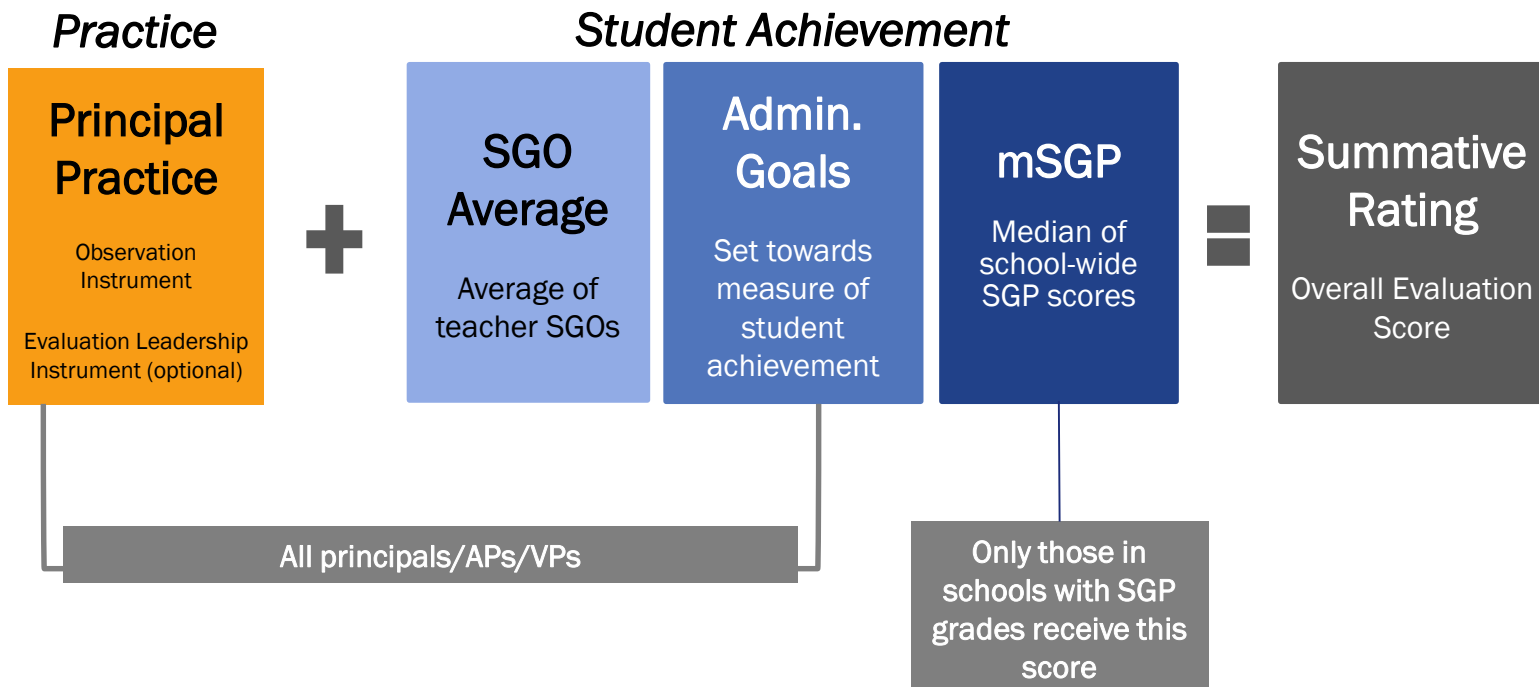 Practice
Student Achievement
Principal
Practice
Observation
Instrument
Evaluation Leadership
Instrument (optional)
SGO
Average
Average of
teacher SGOs
Admin.
Goals
Set towards
measure of
student
achievement
mSGP
Median of
school-wide
SGP scores
Summative
Rating
Overall Evaluation
Score
All principals/APs/VPs
Only those in
schools with SGP
grades receive this
score